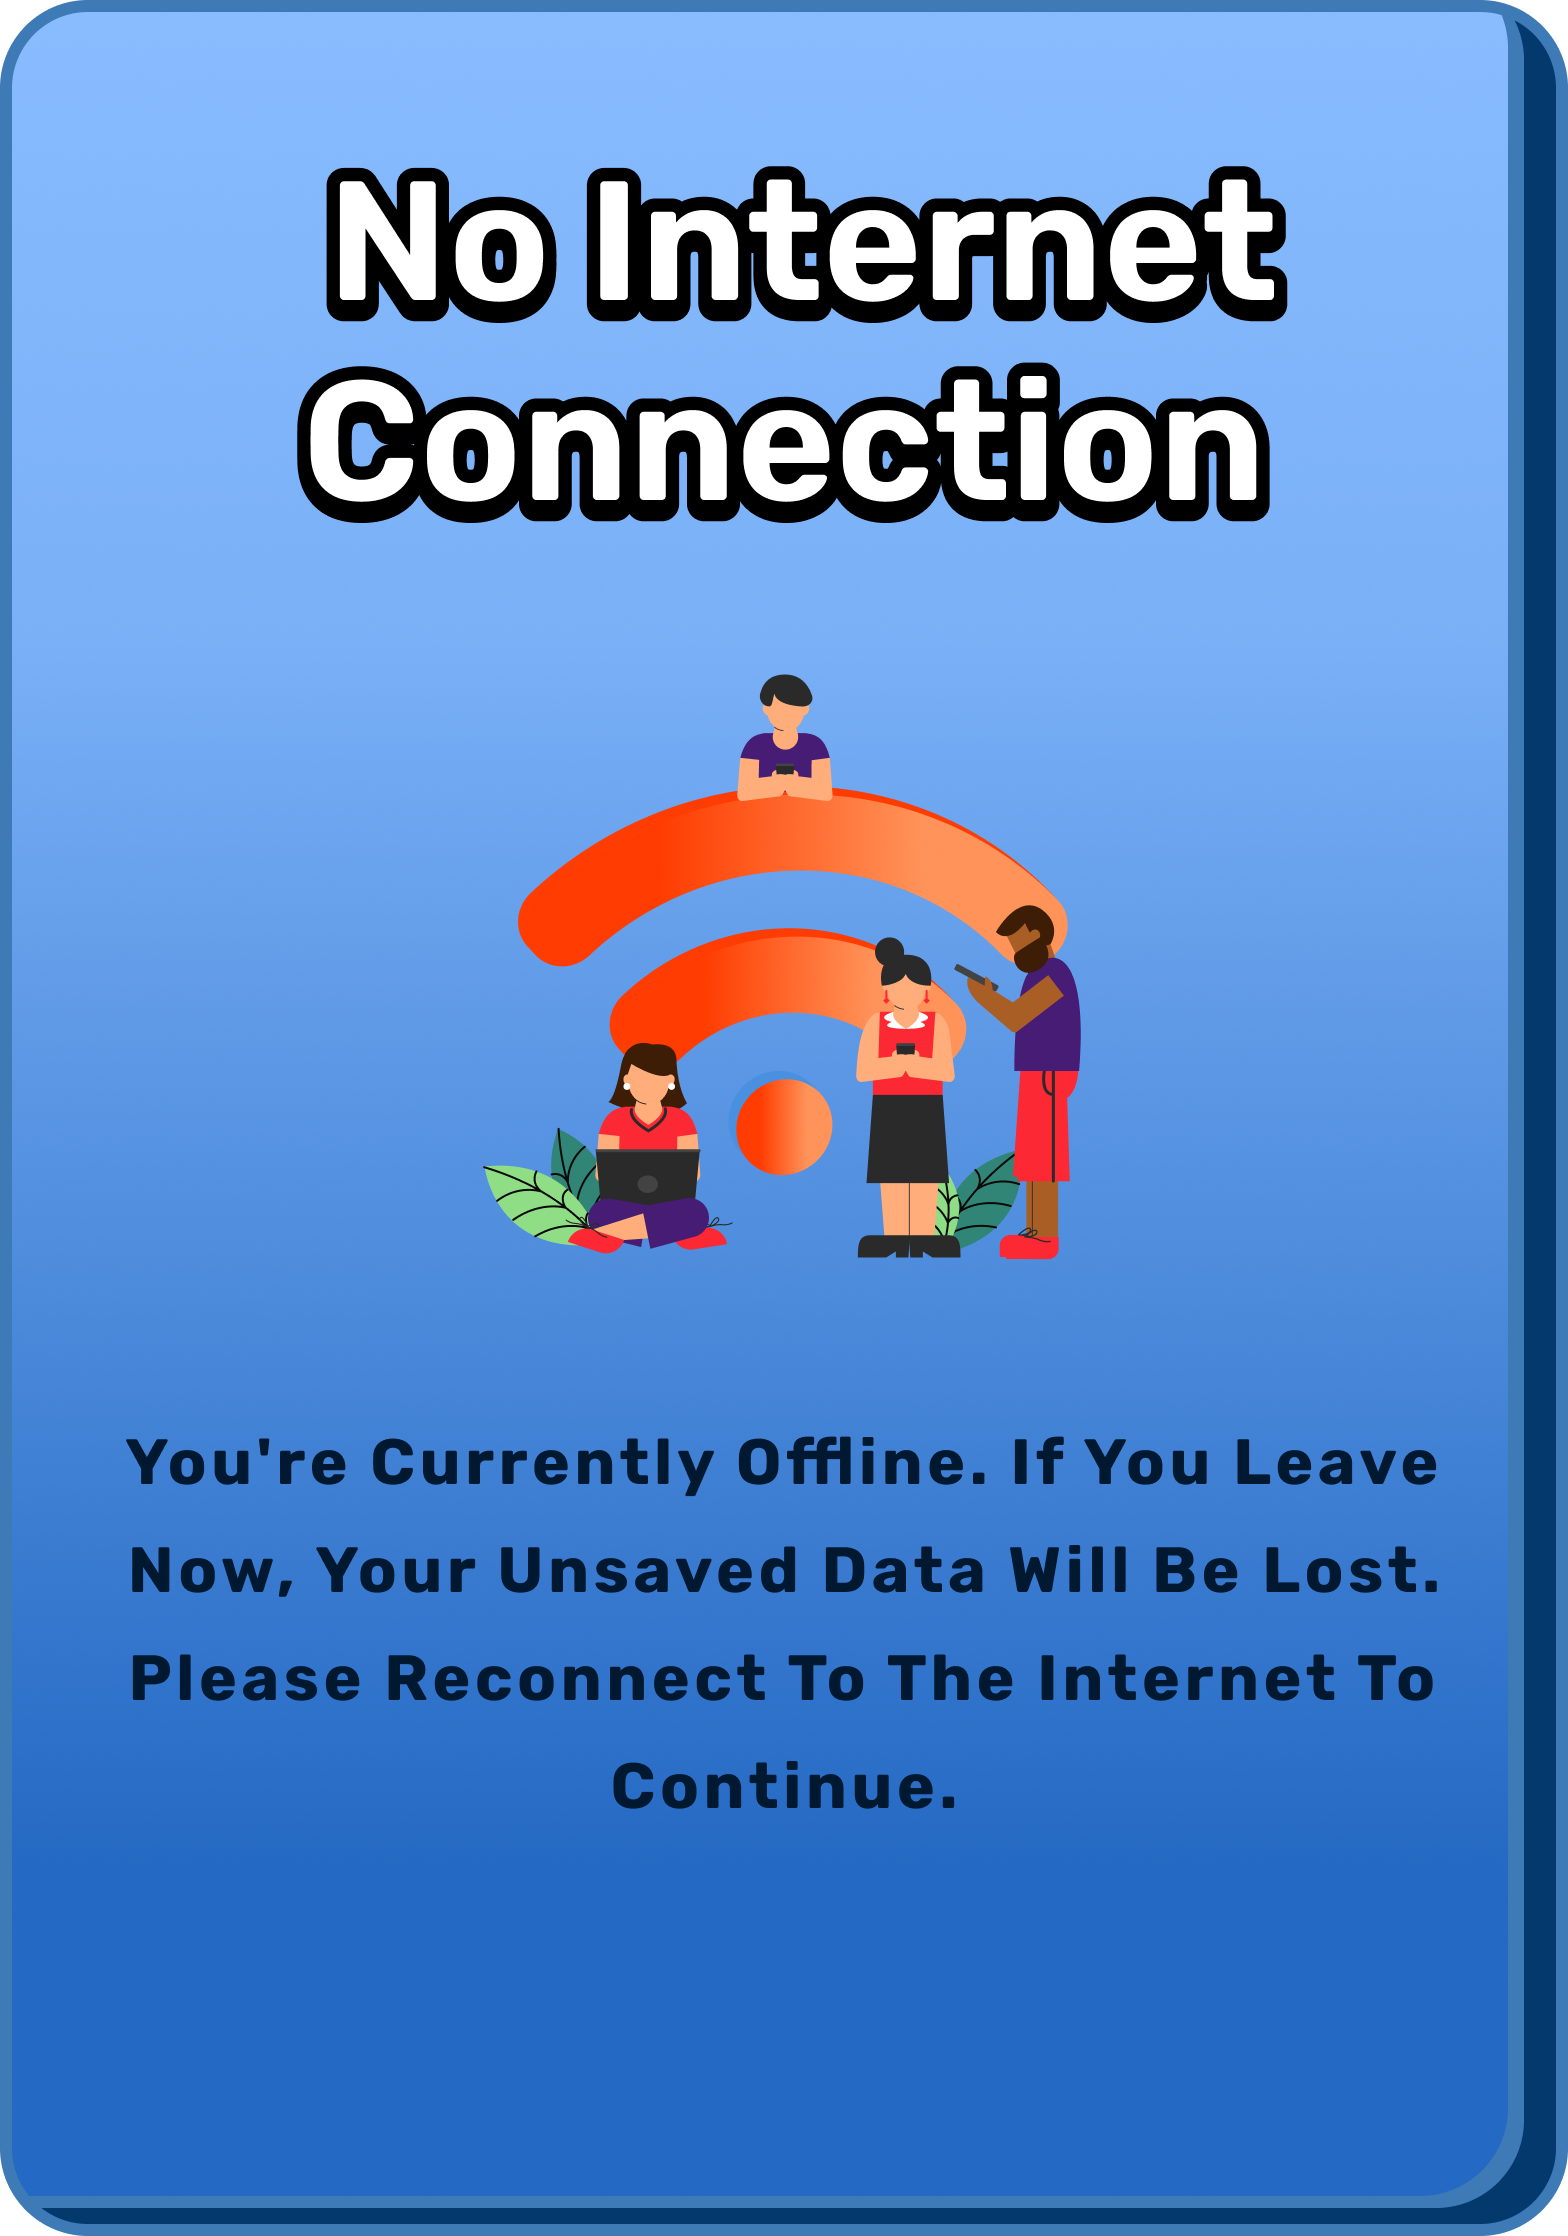 No Internet
Connection
You're Currently Offline. If You Leave
Now, Your Unsaved Data Will Be Lost.
Please Reconnect To The Internet To
Continue.